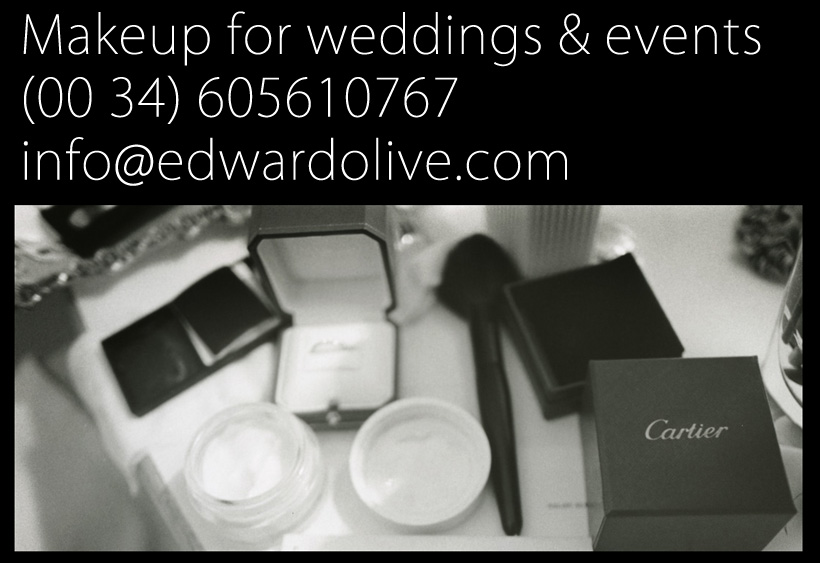 Makeup for weddings & events
(00 34) 605610767
info@edwardolive.com
Cartier